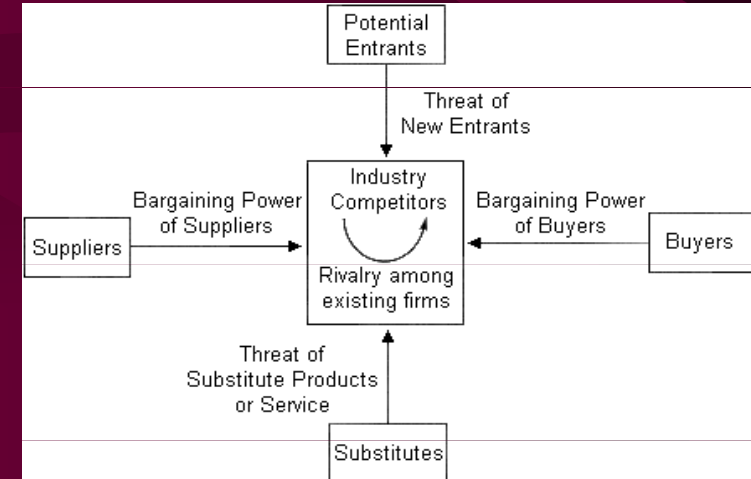 Potential
Entrants
Threat of
New Entrants
Industry
Competitors
Bargaining Power
of Suppliers
Bargaining Power
of Buyers
Suppliers
Buyers
Rivalry among
existing firms
Threat of
Substitute Products
or Service
Substitutes